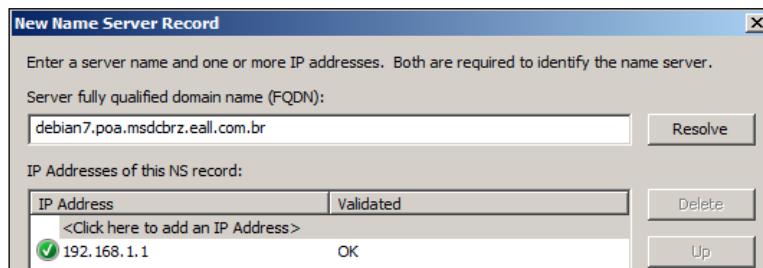 New Name Server Record
Enter a server name and one or more IP addresses. Both are required to identify the name server.
Server fully qualified domain name (FQDN):
debian7.poa.msdcbrz.eall.com.br
Resolve
IP Addresses of this NS record:
IP Address Validated
Delete
<Click here to add an IP Address>
192.168.1.1 OK
Up